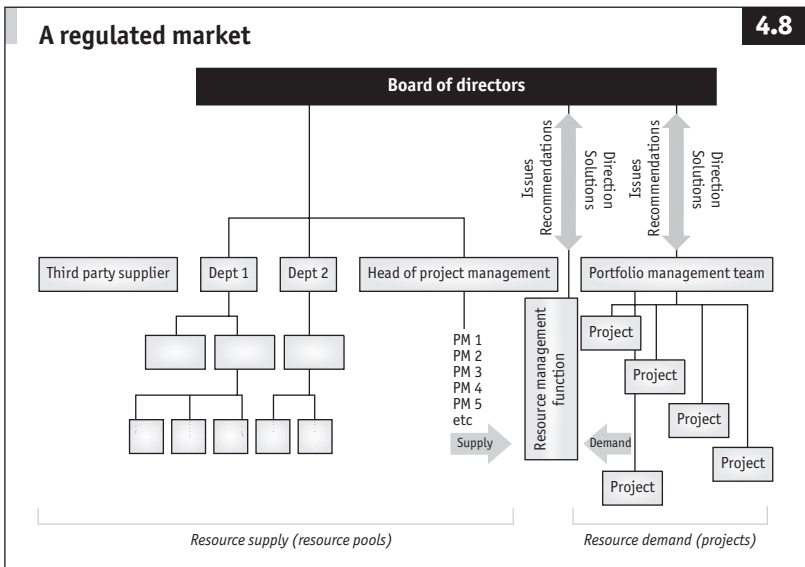 A regulated market
4.8
Board of directors
Issues
Recommendations
Direction
Solutions
Issues
Recommendations
Direction
Solutions
Third party supplier
Dept 1
Dept 2
Head of project management
Portfolio management team
PM 1
PM 2
PM 3
PM 4
PM 5
etc
Supply
Resource management
function
Demand
Project
Project
Project
Project
Project
Resource supply (resource pools)
Resource demand (projects)